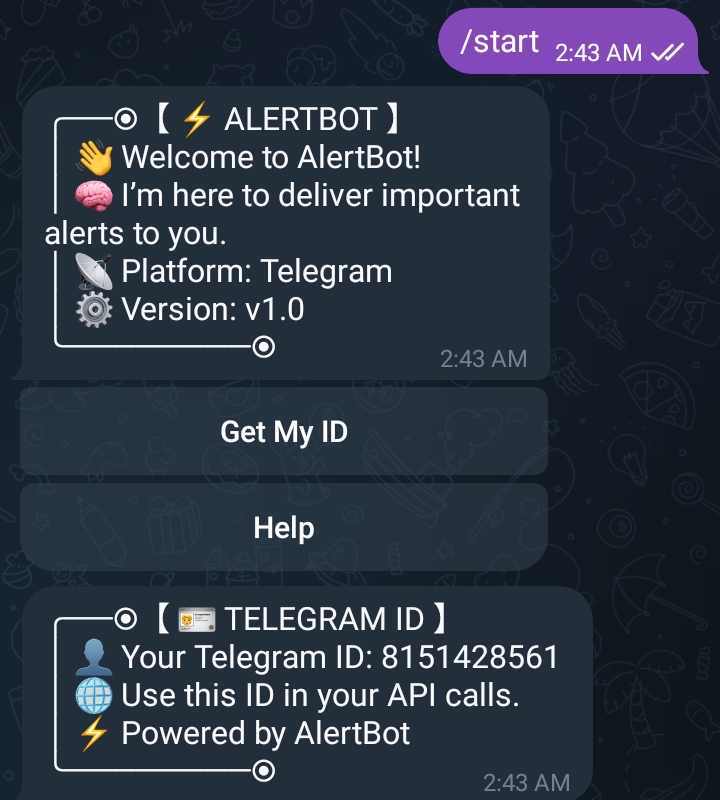 /start 2:43 AM
【⚡ ALERTBOT 】
👋 Welcome to AlertBot!
🧠 I’m here to deliver important
alerts to you.
📡 Platform: Telegram
⚙️ Version: v1.0
2:43 AM
Get My ID
Help
【🪪 TELEGRAM ID 】
👤 Your Telegram ID: 8151428561
🌐 Use this ID in your API calls.
⚡ Powered by AlertBot
2:43 AM